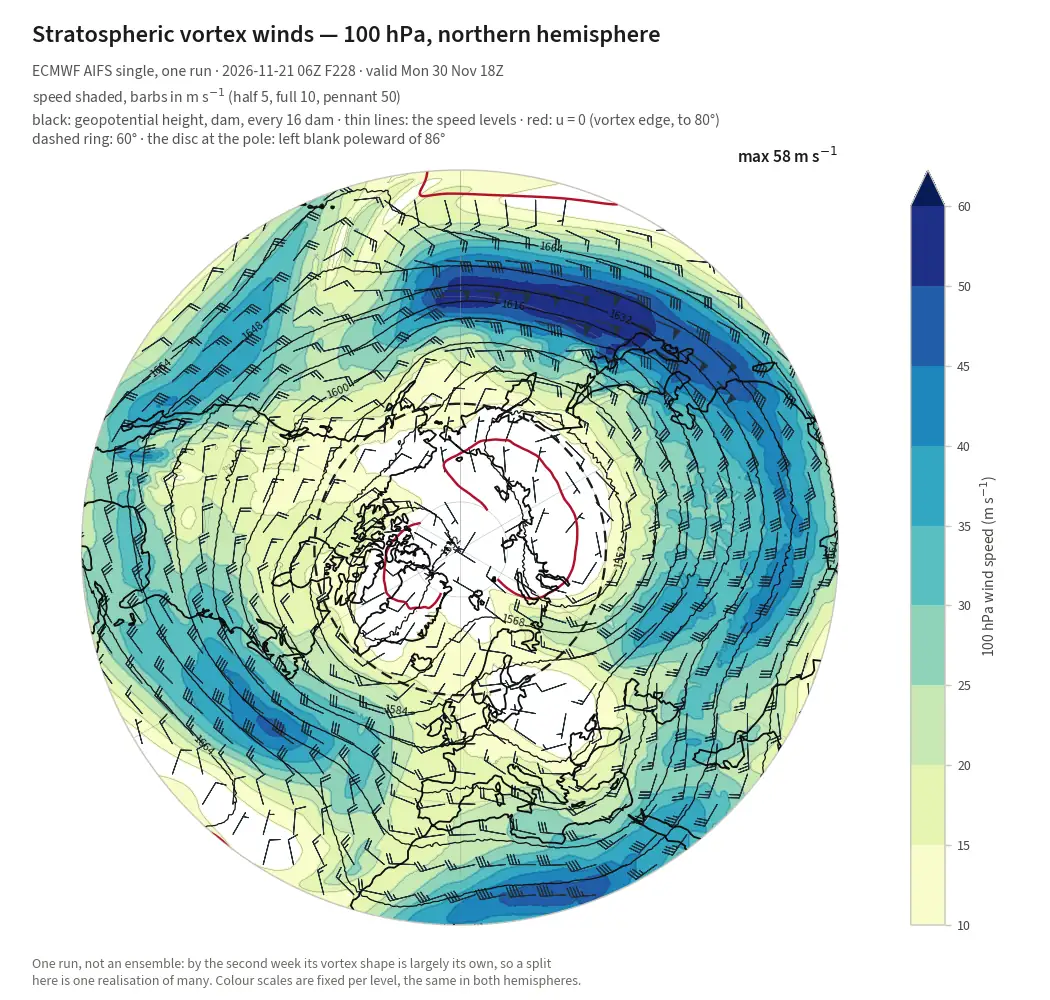 Stratospheric vortex winds — 100 hPa, northern hemisphere
ECMWF AIFS single, one run · 2026-11-21 06Z F228 · valid Mon 30 Nov 18Z
speed shaded, barbs in m s−1 (half 5, full 10, pennant 50)
black: geopotential height, dam, every 16 dam · thin lines: the speed levels · red: u = 0 (vortex edge, to 80°)
dashed ring: 60° · the disc at the pole: left blank poleward of 86°
max 58 m s−1
1664
1616
1632
1648
1664
1600
1552
1568
1584
1664
60
50
45
40
35
30
25
20
15
10
100 hPa wind speed (m s−1)
One run, not an ensemble: by the second week its vortex shape is largely its own, so a split
here is one realisation of many. Colour scales are fixed per level, the same in both hemispheres.